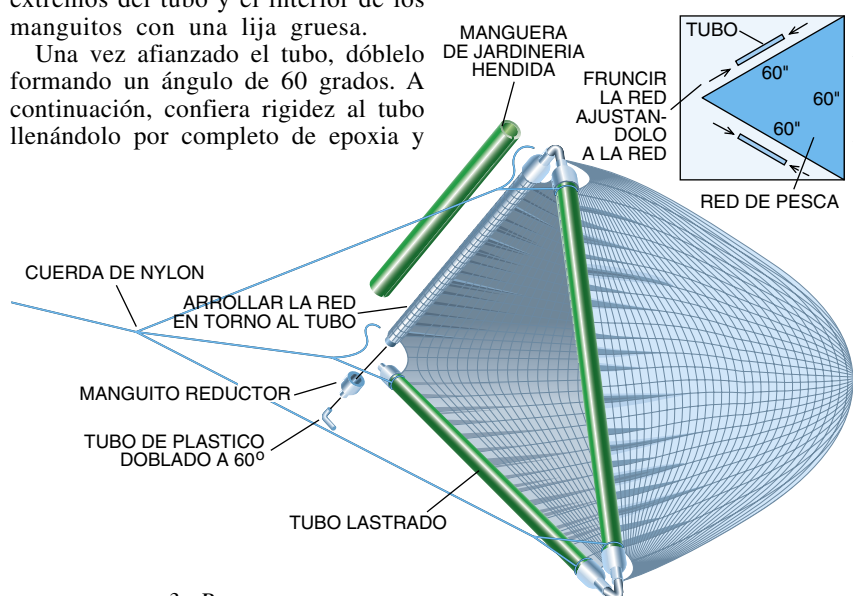 extremos del tubo y el interior de los
manguitos con una lija gruesa.
Una vez afianzado el tubo, dóblelo
formando un ángulo de 60 grados. A
continuación, confiera rigidez al tubo
llenándolo por completo de epoxia y
MANGUERA
DE JARDINERIA
HENDIDA
TUBO
FRUNCIR
LA RED
AJUSTAN-
DOLO
A LA RED
60"
60"
60"
RED DE PESCA
CUERDA DE NYLON
ARROLLAR LA RED
EN TORNO AL TUBO
MANGUITO REDUCTOR
TUBO DE PLASTICO
DOBLADO A 60º
TUBO LASTRADO